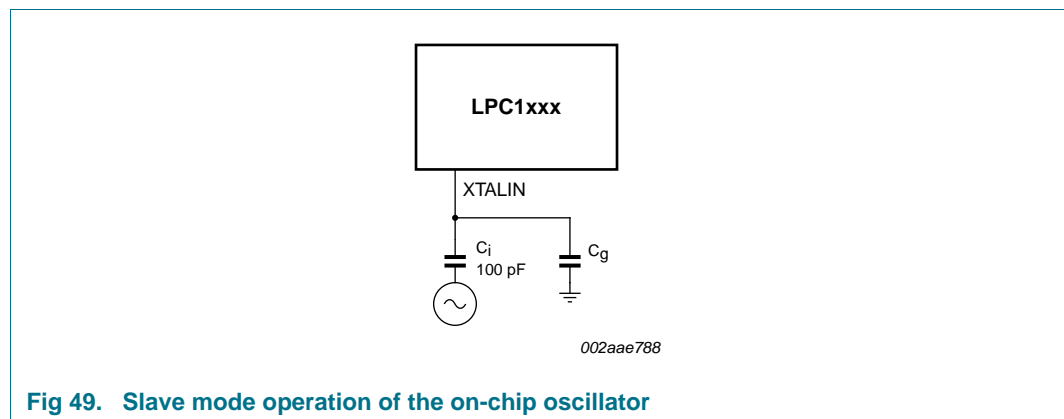 LPC1xxx
XTALIN
Ci
100 pF
Cg
002aae788
Fig 49. Slave mode operation of the on-chip oscillator